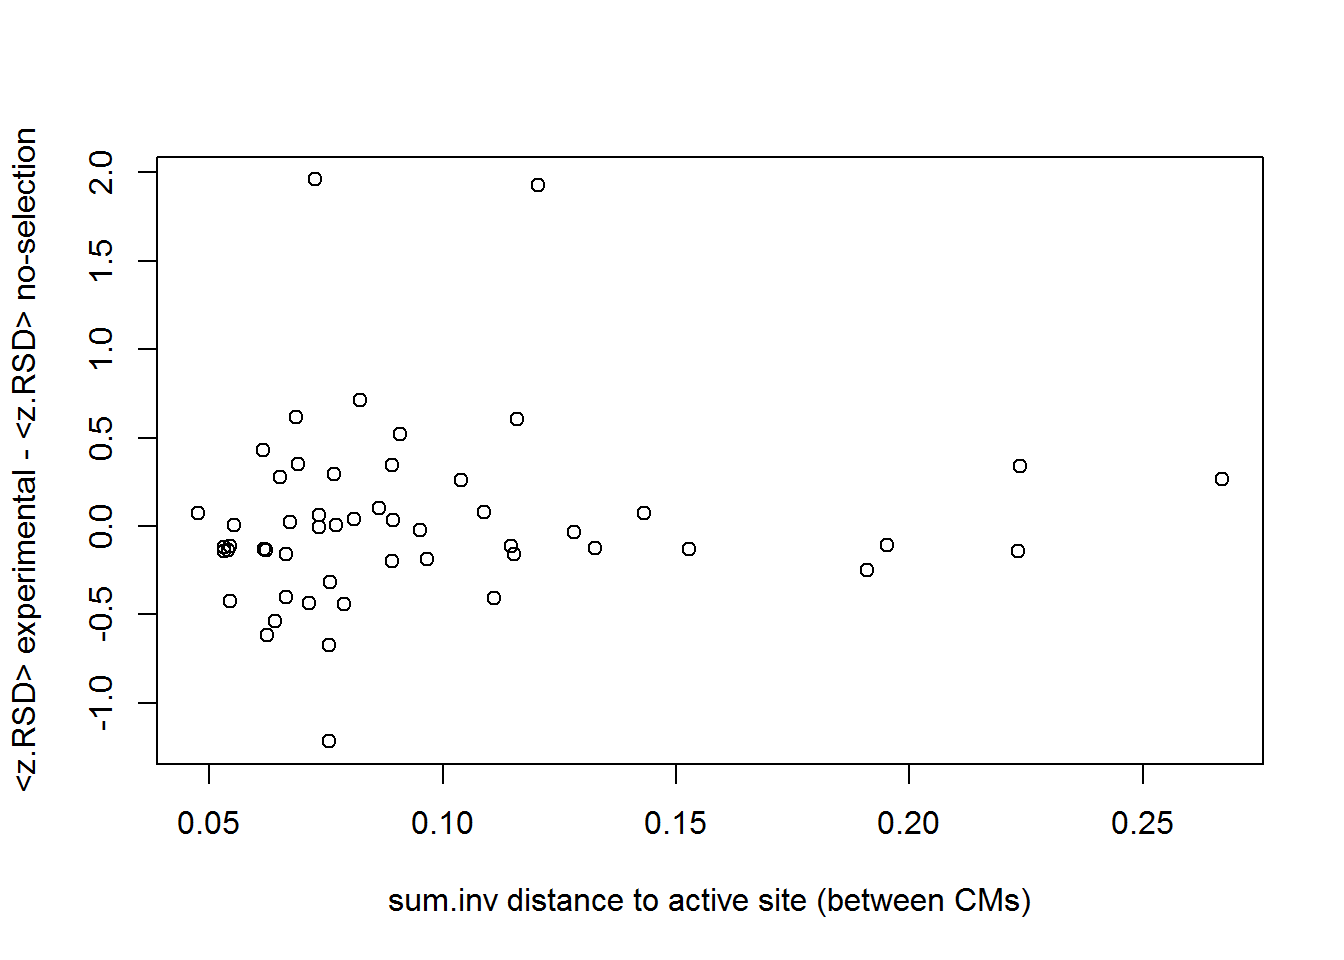 <z.RSD> experimental - <z.RSD> no-selection
2.0
1.5
1.0
0.5
0.0
-0.5
-1.0
0.05 0.10 0.15 0.20 0.25
sum.inv distance to active site (between CMs)